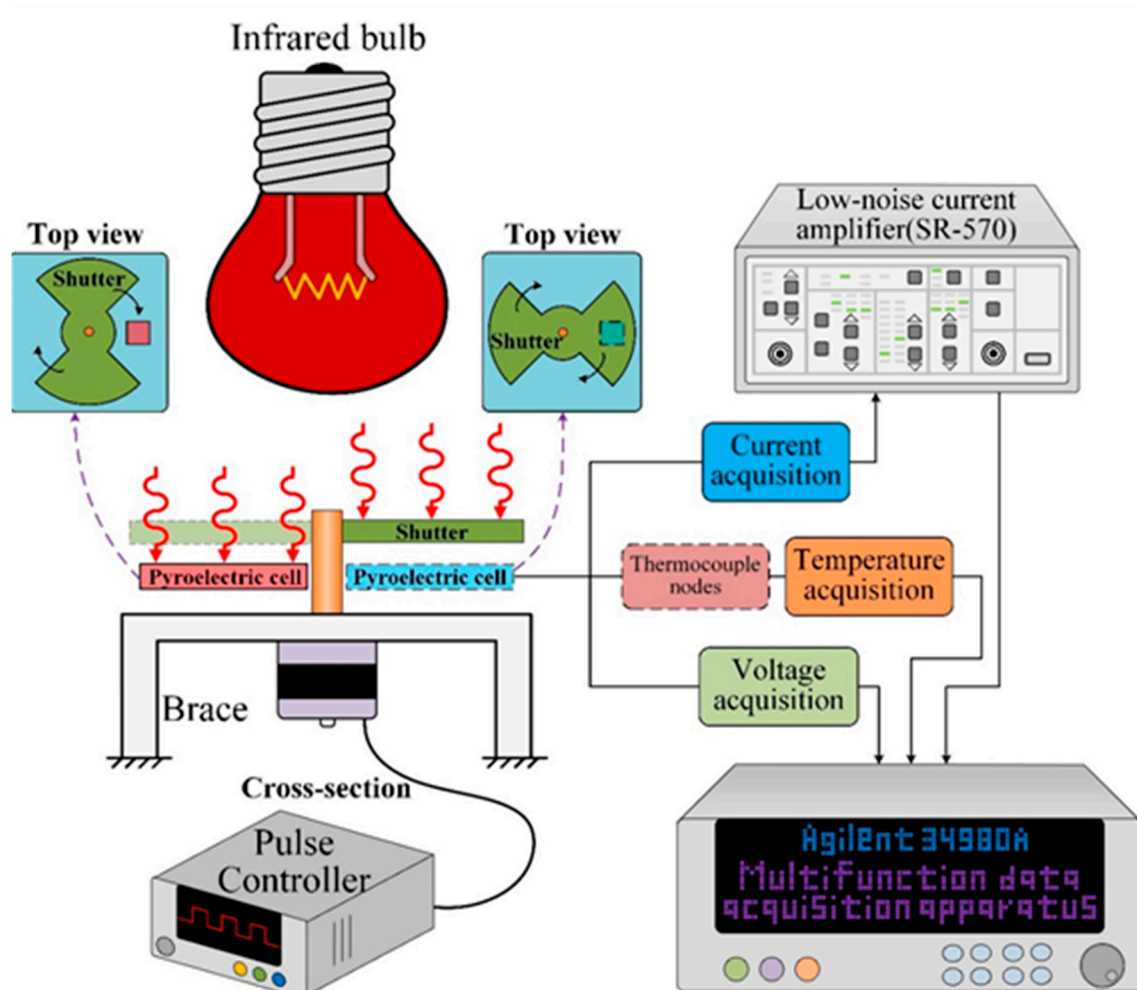 Infrared bulb
Top view
Shutter
Top view
Shutter
Low-noise current
amplifier(SR-570)
Current
acquisition
Shutter
Pyroelectric cell
Pyroelectric cell
Thermocouple
nodes
Temperature
acquisition
Voltage
acquisition
Brace
Cross-section
Pulse
Controller
Agilent 34980A
Multifunction data
acquisition apparatus